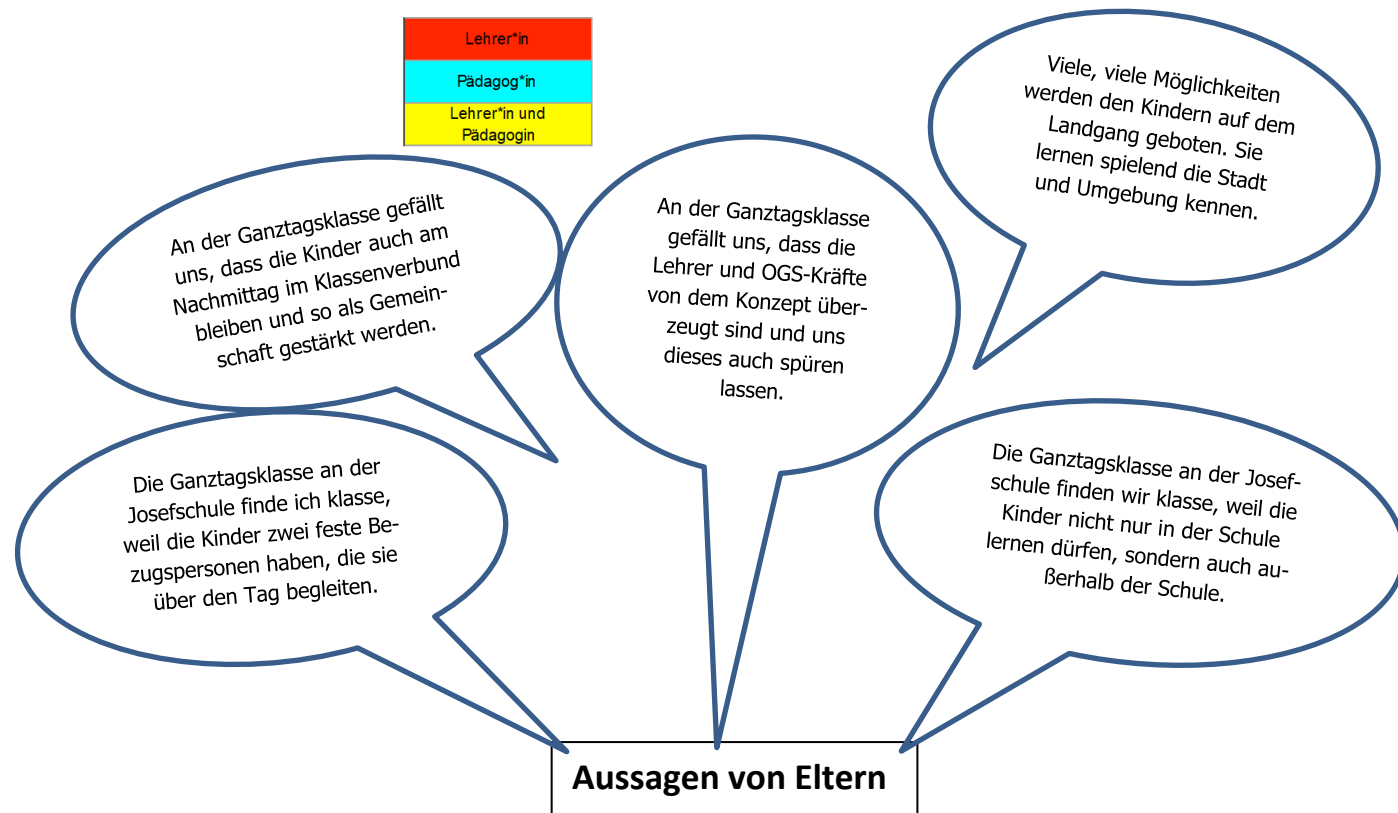 Lehrer*in
Pädagog*in
Lehrer*in und
Pädagogin
Viele, viele Möglichkeiten
werden den Kindern auf dem
Landgang geboten. Sie
lernen spielend die Stadt
und Umgebung kennen.
An der Ganztagsklasse gefällt
uns, dass die Kinder auch am
Nachmittag im Klassenverbund
bleiben und so als Gemein-
schaft gestärkt werden.
An der Ganztagsklasse
gefällt uns, dass die
Lehrer und OGS-Kräfte
von dem Konzept über-
zeugt sind und uns
dieses auch spüren
lassen.
Die Ganztagsklasse an der
Josefschule finde ich klasse,
weil die Kinder zwei feste Be-
zugspersonen haben, die sie
über den Tag begleiten.
Die Ganztagsklasse an der Josef-
schule finden wir klasse, weil die
Kinder nicht nur in der Schule
lernen dürfen, sondern auch au-
ßerhalb der Schule.
Aussagen von Eltern